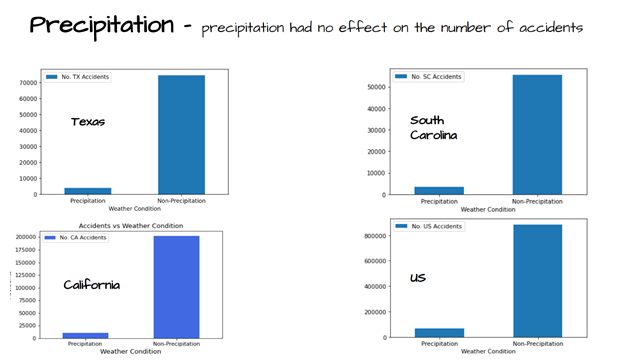 Precipitation - precipitation had no effect on the number of accidents
No. TX Accidents
70000
60000
50000
40000
30000
20000
10000
0
Texas
Precipitation Non-Precipitation
Weather Condition
No. SC Accidents
50000
40000
30000
20000
10000
0
South
Carolina
Precipitation Non-Precipitation
Weather Condition
Accidents vs Weather Condition
No. CA Accidents
200000
175000
150000
125000
100000
75000
50000
25000
0
California
Precipitation Non-Precipitation
Weather Condition
No. US Accidents
800000
600000
400000
200000
0
US
Precipitation Non-Precipitation
Weather Condition